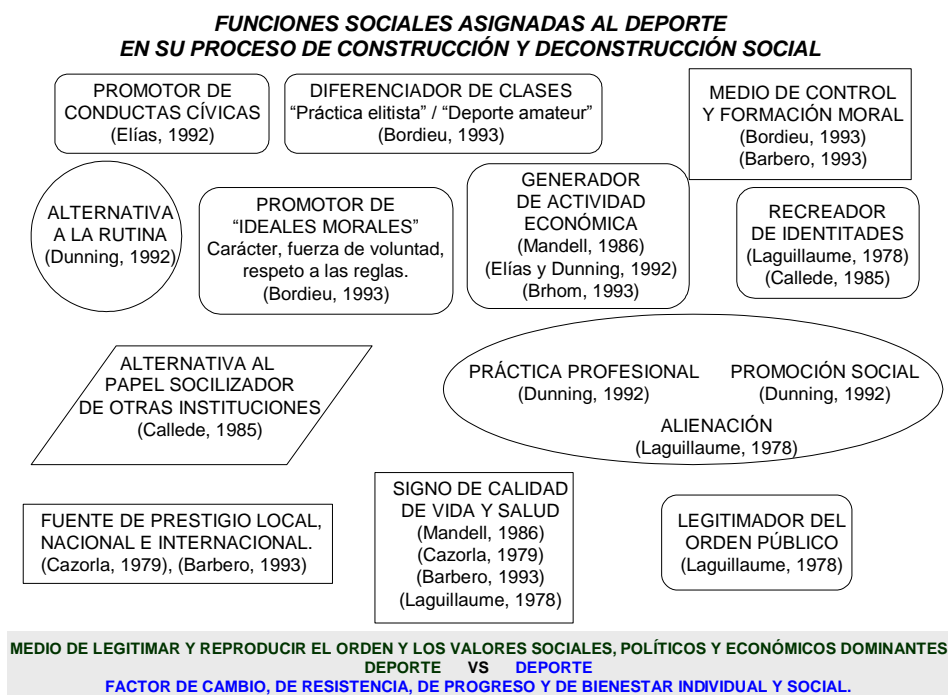 FUNCIONES SOCIALES ASIGNADAS AL DEPORTE
EN SU PROCESO DE CONSTRUCCIÓN Y DECONSTRUCCIÓN SOCIAL
PROMOTOR DE
CONDUCTAS CÍVICAS
(Elías, 1992)
DIFERENCIADOR DE CLASES
“Práctica elitista” / “Deporte amateur”
(Bordieu, 1993)
MEDIO DE CONTROL
Y FORMACIÓN MORAL
(Bordieu, 1993)
(Barbero, 1993)
ALTERNATIVA
A LA RUTINA
(Dunning, 1992)
PROMOTOR DE
“IDEALES MORALES”
Carácter, fuerza de voluntad,
respeto a las reglas.
(Bordieu, 1993)
GENERADOR
DE ACTIVIDAD
ECONÓMICA
(Mandell, 1986)
(Elías y Dunning, 1992)
(Brhom, 1993)
RECREADOR
DE IDENTITADES
(Laguillaume, 1978)
(Callede, 1985)
ALTERNATIVA AL
PAPEL SOCILIZADOR
DE OTRAS INSTITUCIONES
(Callede, 1985)
PRÁCTICA PROFESIONAL
(Dunning, 1992)
PROMOCIÓN SOCIAL
(Dunning, 1992)
ALIENACIÓN
(Laguillaume, 1978)
FUENTE DE PRESTIGIO LOCAL,
NACIONAL E INTERNACIONAL.
(Cazorla, 1979), (Barbero, 1993)
SIGNO DE CALIDAD
DE VIDA Y SALUD
(Mandell, 1986)
(Cazorla, 1979)
(Barbero, 1993)
(Laguillaume, 1978)
LEGITIMADOR DEL
ORDEN PÚBLICO
(Laguillaume, 1978)
MEDIO DE LEGITIMAR Y REPRODUCIR EL ORDEN Y LOS VALORES SOCIALES, POLÍTICOS Y ECONÓMICOS DOMINANTES
DEPORTE VS DEPORTE
FACTOR DE CAMBIO, DE RESISTENCIA, DE PROGRESO Y DE BIENESTAR INDIVIDUAL Y SOCIAL.